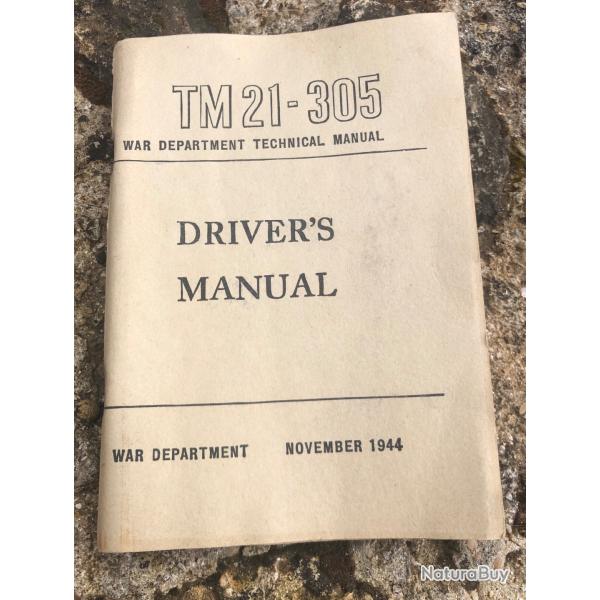 TM 21-305
WAR DEPARTMENT TECHNICAL MANUAL
DRIVER'S
MANUAL
WAR DEPARTMENT NOVEMBER 1944
NaturaBuy